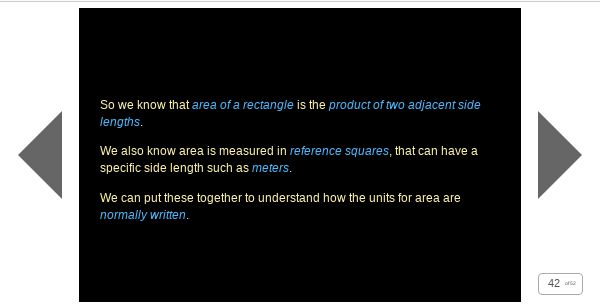 So we know that area of a rectangle is the product of two adjacent side
lengths.
We also know area is measured in reference squares, that can have a
specific side length such as meters.
We can put these together to understand how the units for area are
normally written.
42 of 52